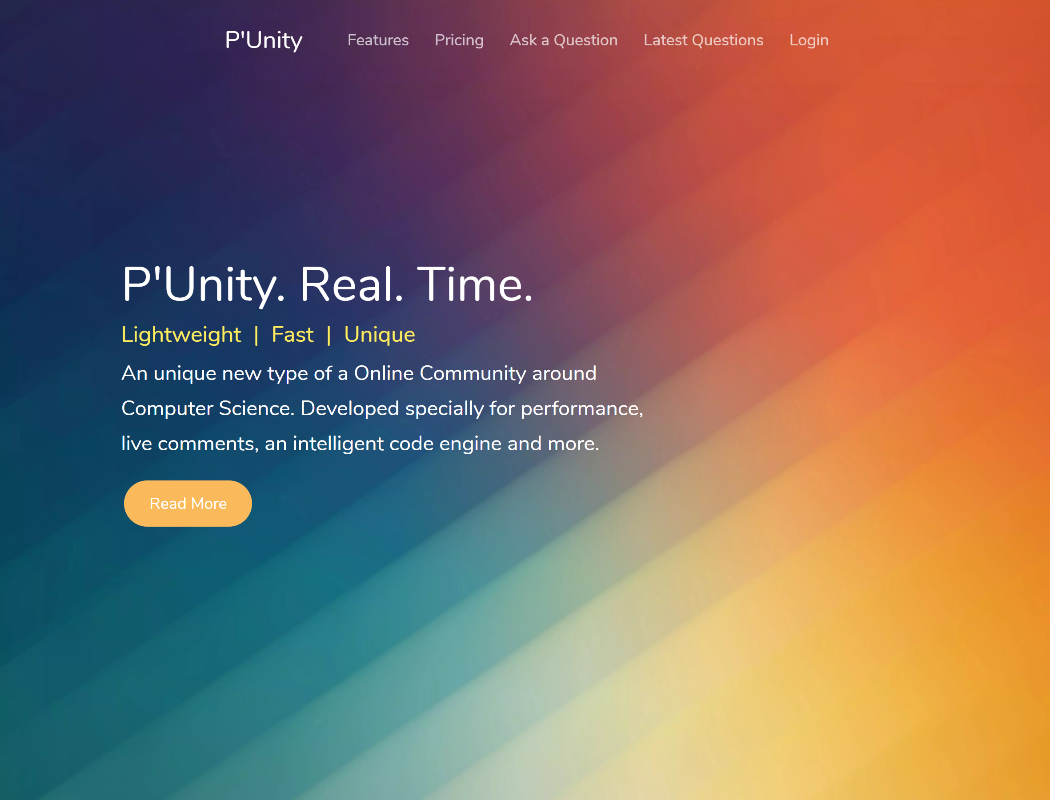 P'Unity Features Pricing Ask a Question Latest Questions Login
P'Unity. Real. Time.
Lightweight | Fast | Unique
An unique new type of a Online Community around
Computer Science. Developed specially for performance,
live comments, an intelligent code engine and more.
Read More